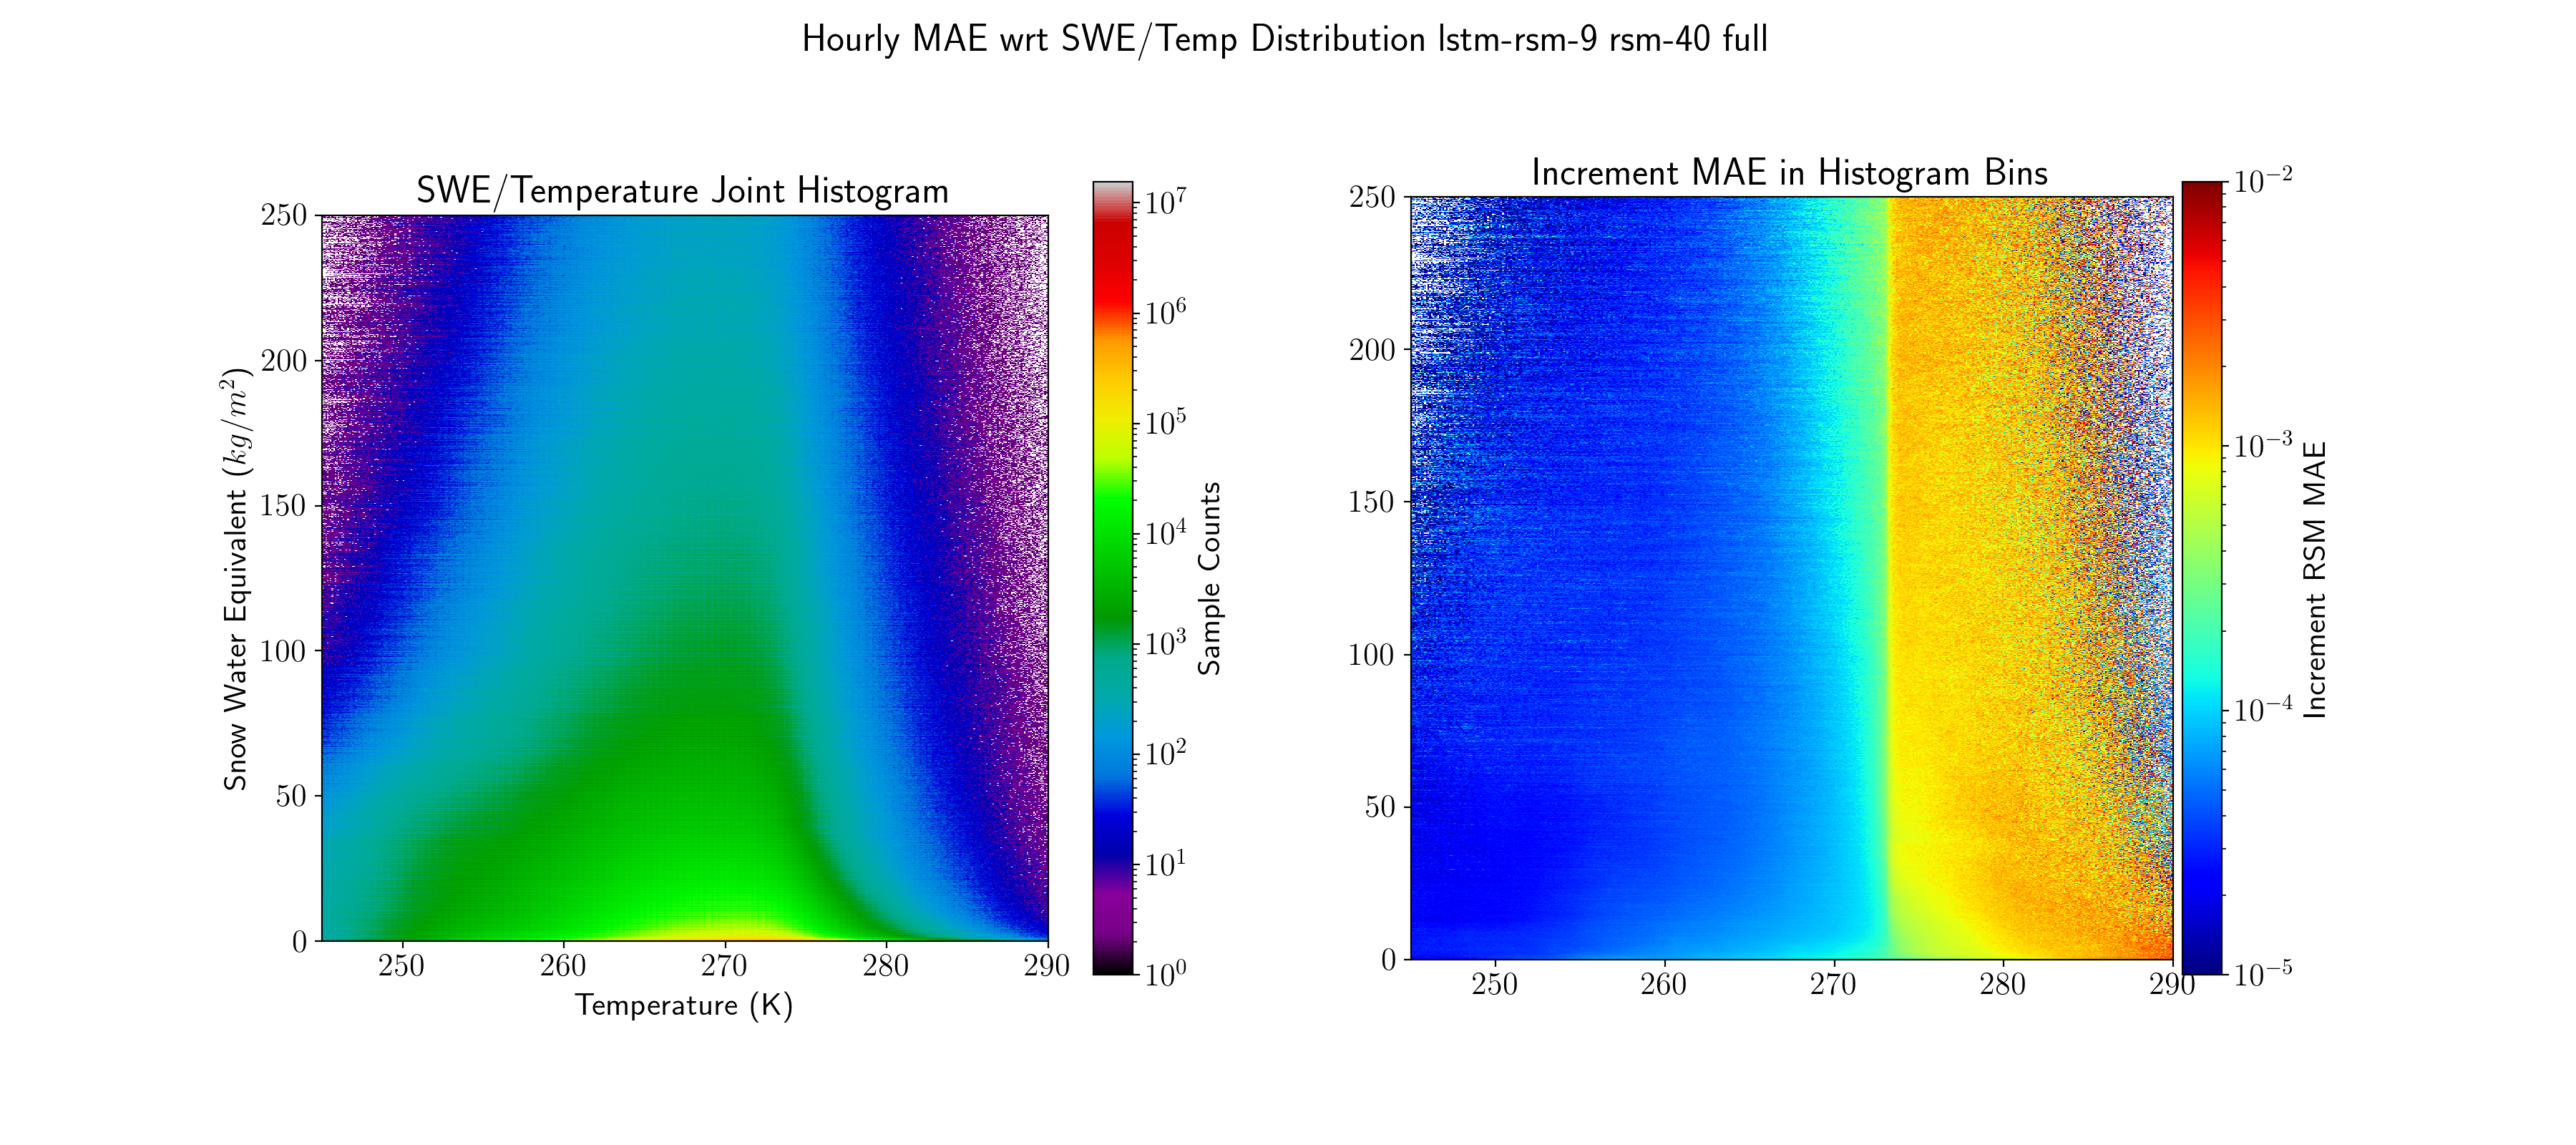 Hourly MAE wrt SWE/Temp Distribution lstm-rsm-9 rsm-40 full
SWE/Temperature Joint Histogram
250
200
150
100
50
0
Snow Water Equivalent (kg/m²)
250 260 270 280 290
Temperature (K)
10⁷
10⁶
10⁵
10⁴
10³
10²
10¹
10⁰
Sample Counts
Increment MAE in Histogram Bins
250
200
150
100
50
0
250 260 270 280 290
10⁻²
10⁻³
10⁻⁴
10⁻⁵
Increment RSM MAE